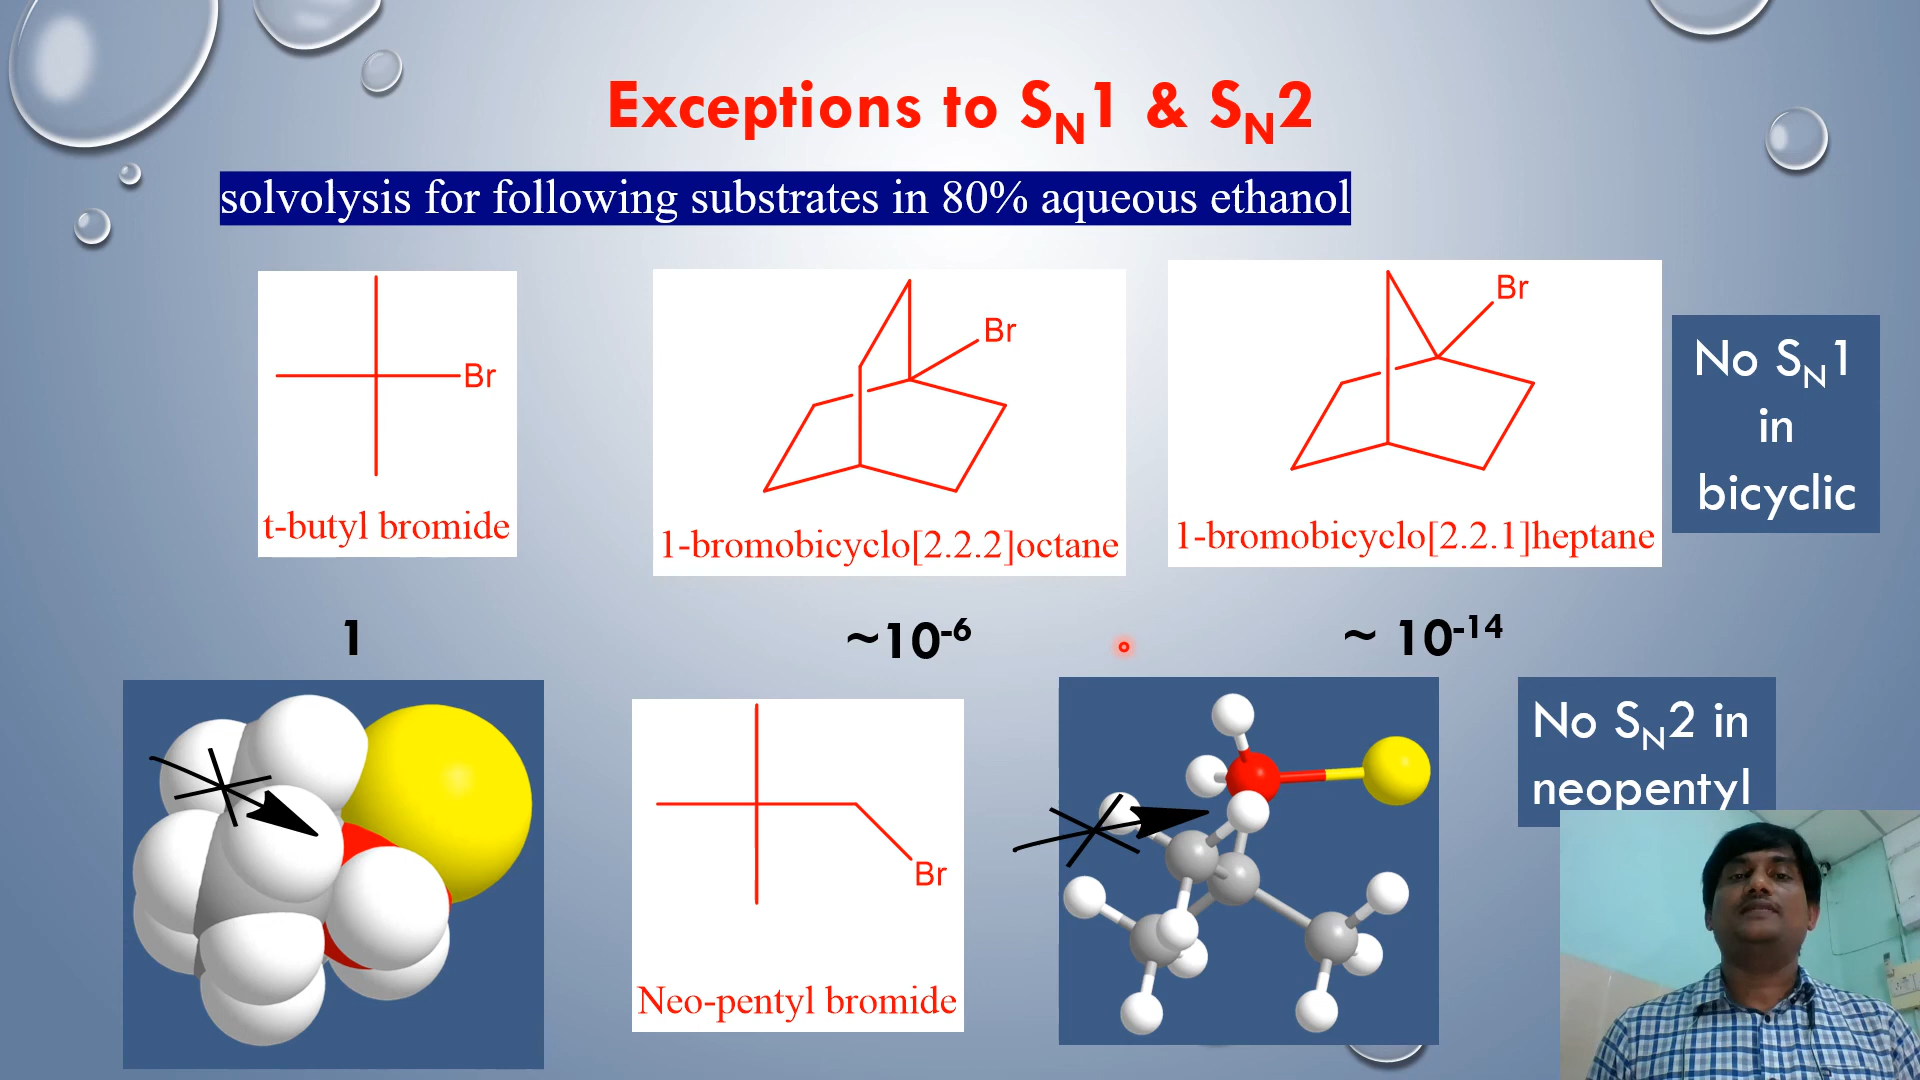 Exceptions to SN1 & SN2
solvolysis for following substrates in 80% aqueous ethanol
Br
t-butyl bromide
Br
1-bromobicyclo[2.2.2]octane
Br
1-bromobicyclo[2.2.1]heptane
No SN1
in
bicyclic
1
~10-6
~ 10-14
Br
Neo-pentyl bromide
No SN2 in
neopentyl